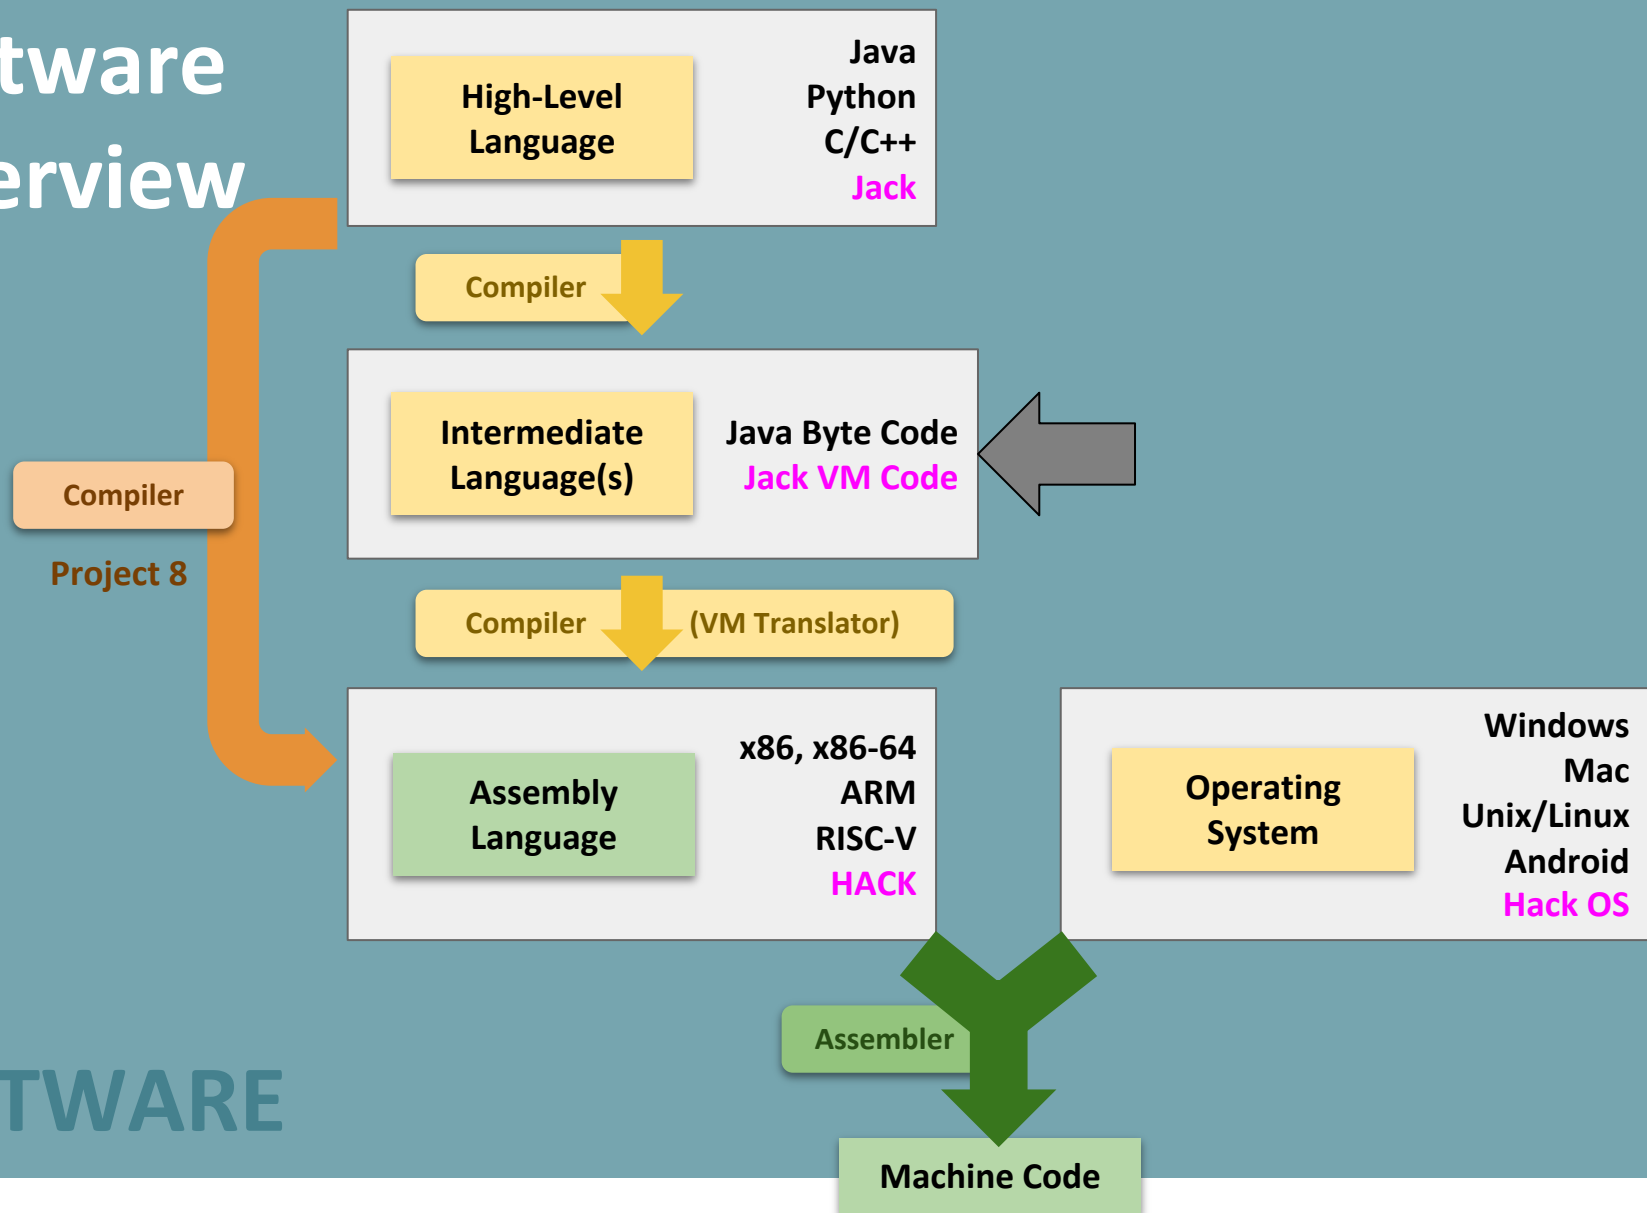 tware
erview
High-Level
Language
Java
Python
C/C++
Jack
Compiler
Intermediate
Language(s)
Java Byte Code
Jack VM Code
Compiler
Project 8
Compiler
(VM Translator)
Assembly
Language
x86, x86-64
ARM
RISC-V
HACK
Operating
System
Windows
Mac
Unix/Linux
Android
Hack OS
Assembler
TWARE
Machine Code